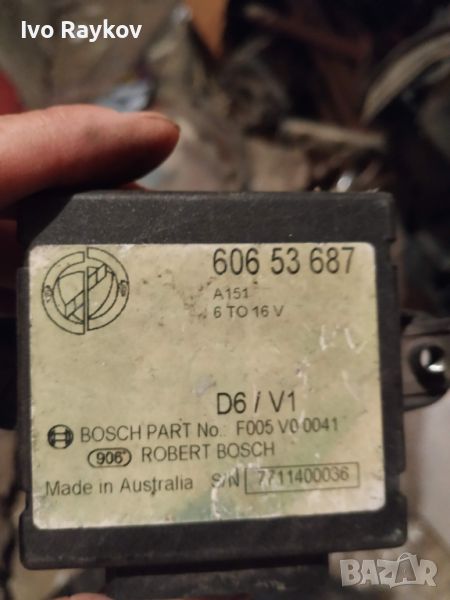 Ivo Raykov
606 53 687
A151
6 TO 16 V
D6 / V1
BOSCH PART No.: F005 V0 0041
906 ROBERT BOSCH
Made in Australia S/N 7711400036
bazar